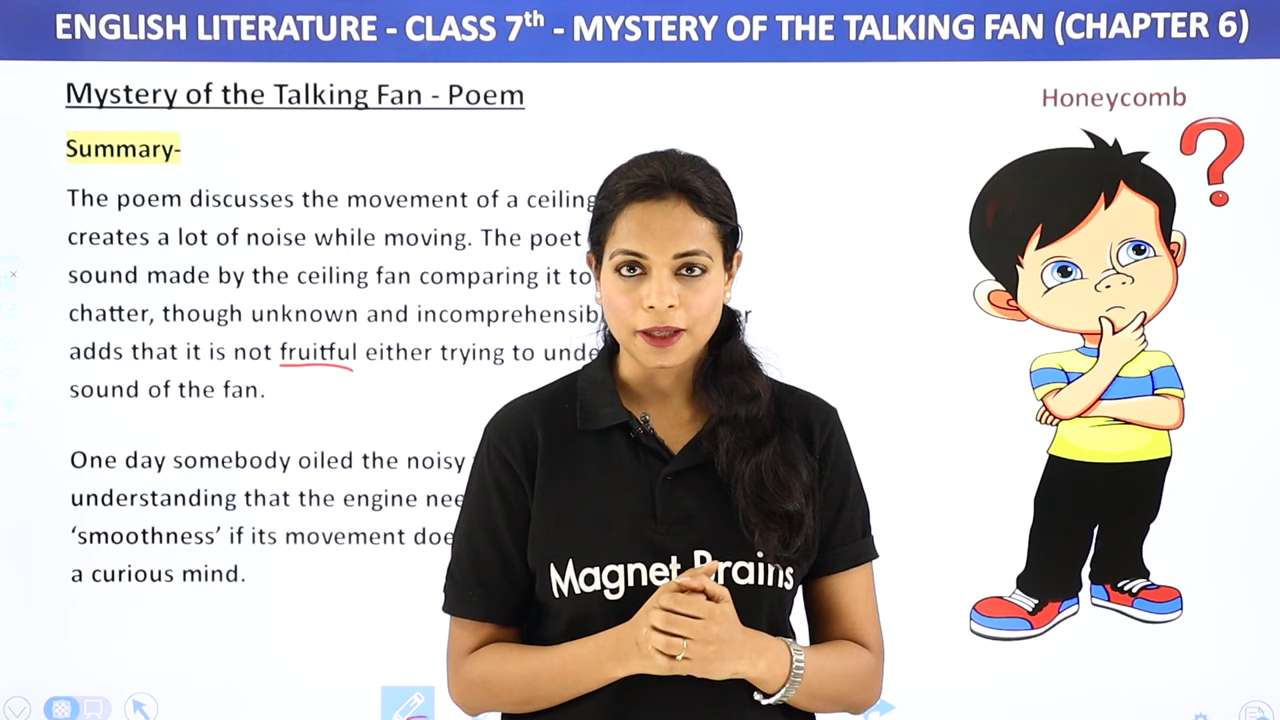 ENGLISH LITERATURE - CLASS 7th - MYSTERY OF THE TALKING FAN (CHAPTER 6)
Mystery of the Talking Fan - Poem
Honeycomb
Summary-
?
The poem discusses the movement of a ceiling
creates a lot of noise while moving. The poet
sound made by the ceiling fan comparing it to
chatter, though unknown and
adds that it is not fruitful either trying to
sound of the fan.
One day somebody oiled the noisy
understanding that the engine
‘smoothness’ if its movement
a curious mind.
Magnet Brains